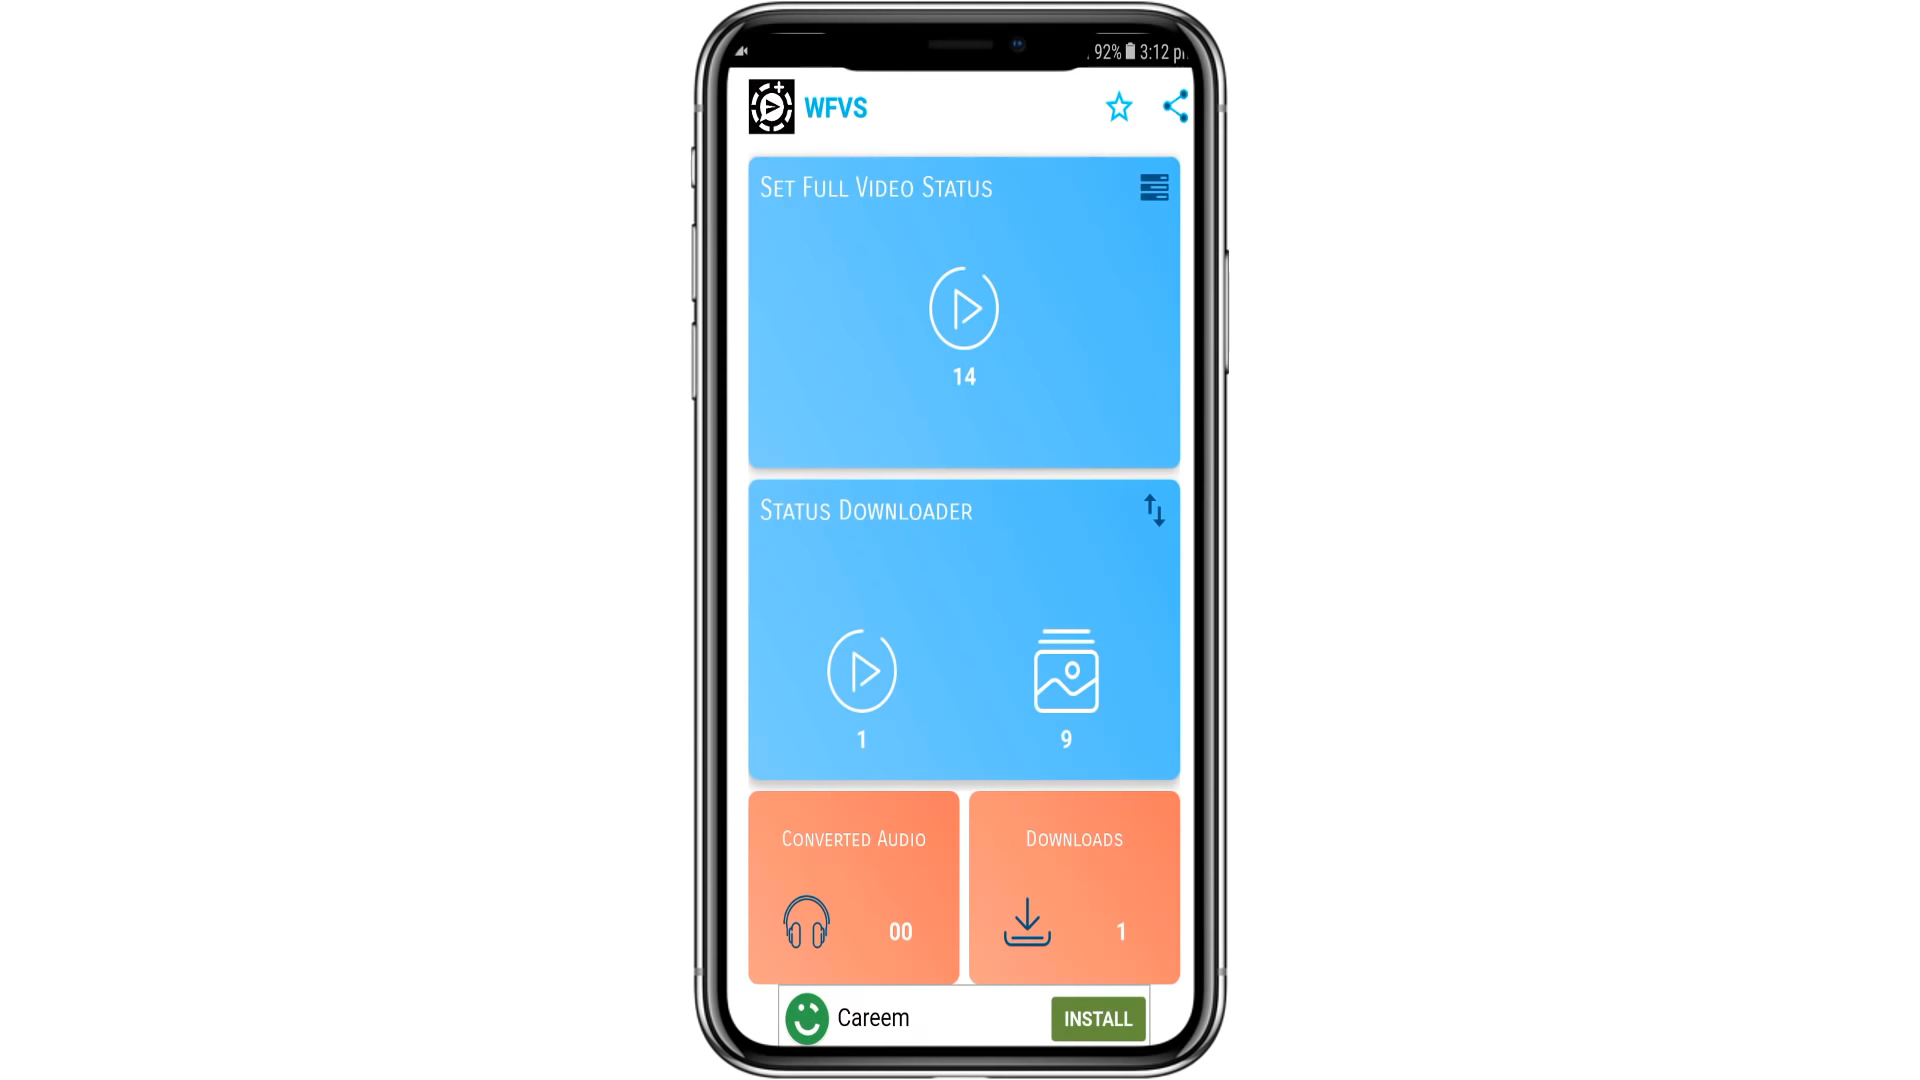 92% 3:12
WFVS
Set Full Video Status
14
Status Downloader
1 9
Converted Audio Downloads
00 1
Careem INSTALL